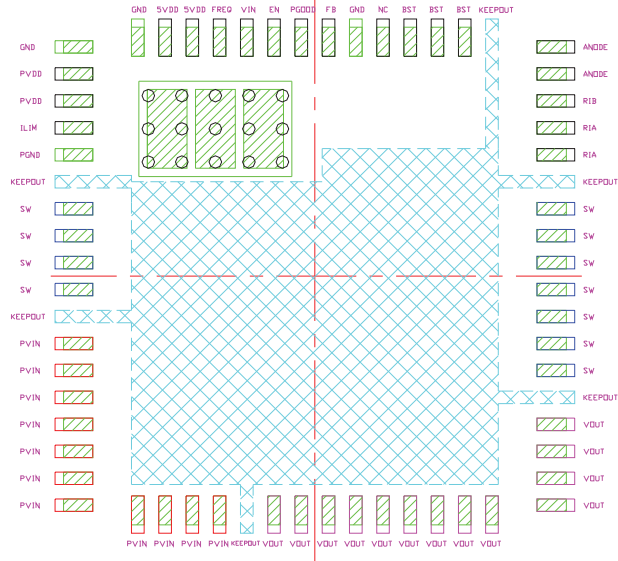 GND 5VDD 5VDD FREQ VIN EN PGOOD FB GND NC BST BST BST KEEPOUT
GND ANODE
PVDD ANODE
PVDD RIB
ILIM RIA
PGND RIA
KEEPOUT KEEPOUT
SW SW
SW SW
SW SW
SW SW
KEEPOUT SW
PVIN SW
PVIN SW
PVIN KEEPOUT
PVIN VOUT
PVIN VOUT
PVIN VOUT
PVIN VOUT
PVIN PVIN PVIN PVIN KEEPOUT VOUT VOUT VOUT VOUT VOUT VOUT VOUT VOUT VOUT